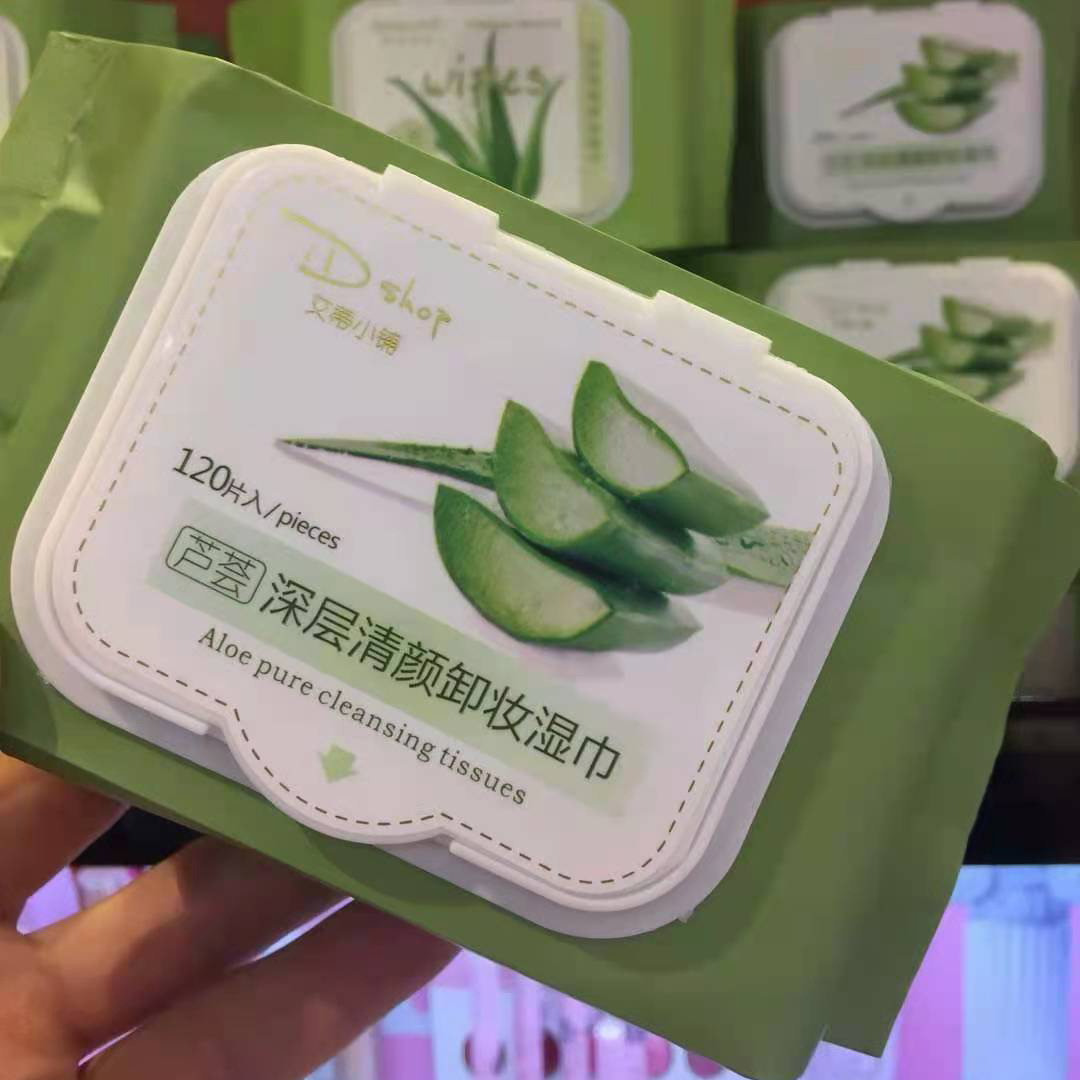 D shop
艾蒂小铺
120片入/pieces
芦荟 深层清颜卸妆湿巾
Aloe pure cleansing tissues
wipes